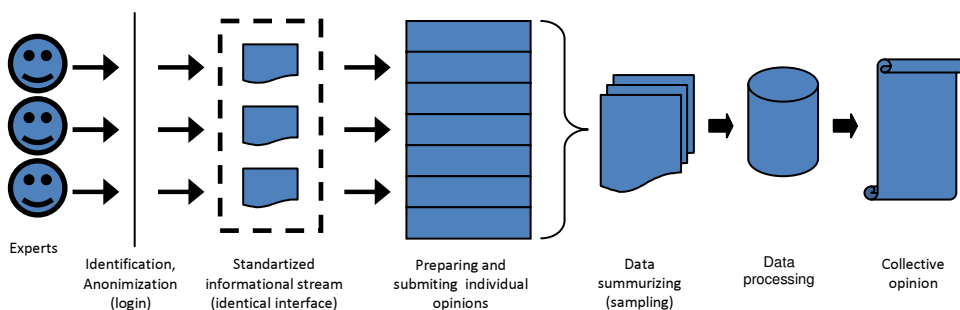 Experts
Identification,
Anonimization
(login)
Standartized
informational stream
(identical interface)
Preparing and
submiting individual
opinions
Data
summurizing
(sampling)
Data
processing
Collective
opinion